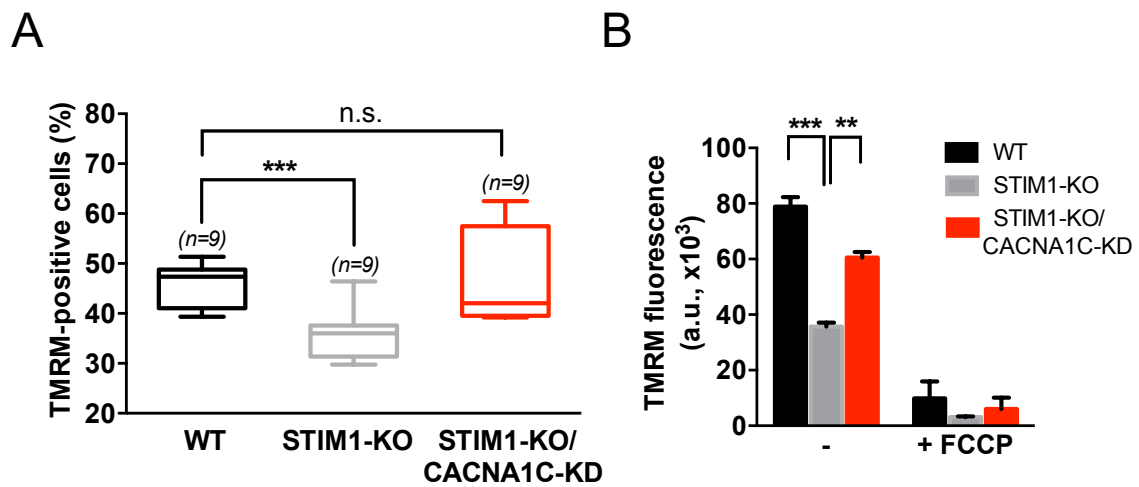 A
TMRM-positive cells (%)
80
70
60
50
40
30
20
n.s.
***
(n=9)
(n=9)
(n=9)
WT
STIM1-KO
STIM1-KO/
CACNA1C-KD
B
TMRM fluorescence
(a.u., x10³)
100
80
60
40
20
0
***
**
-
+ FCCP
WT
STIM1-KO
STIM1-KO/
CACNA1C-KD